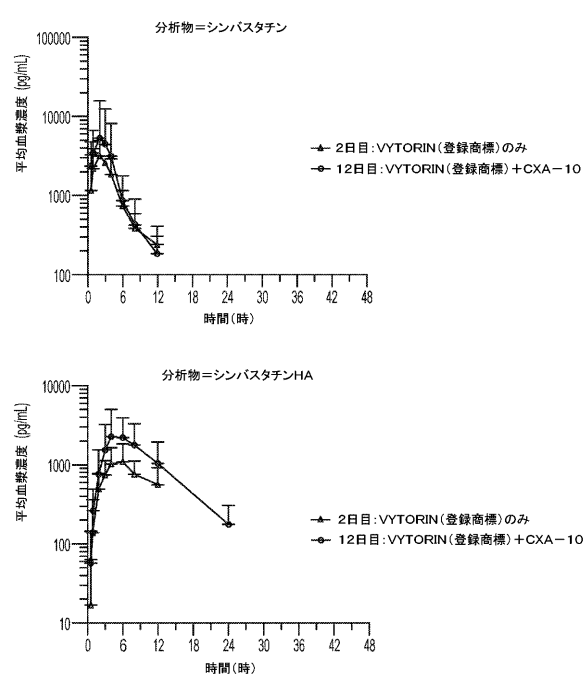 分析物=シンバスタチン
平均血漿濃度 (pg/mL)
100000
10000
1000
100
0 6 12 18 24 30 36 42 48
時間(時)
2日目:VYTORIN(登録商標)のみ
12日目:VYTORIN(登録商標)+CXA-10
分析物=シンバスタチンHA
平均血漿濃度 (pg/mL)
10000
1000
100
10
0 6 12 18 24 30 36 42 48
時間(時)
2日目:VYTORIN(登録商標)のみ
12日目:VYTORIN(登録商標)+CXA-10